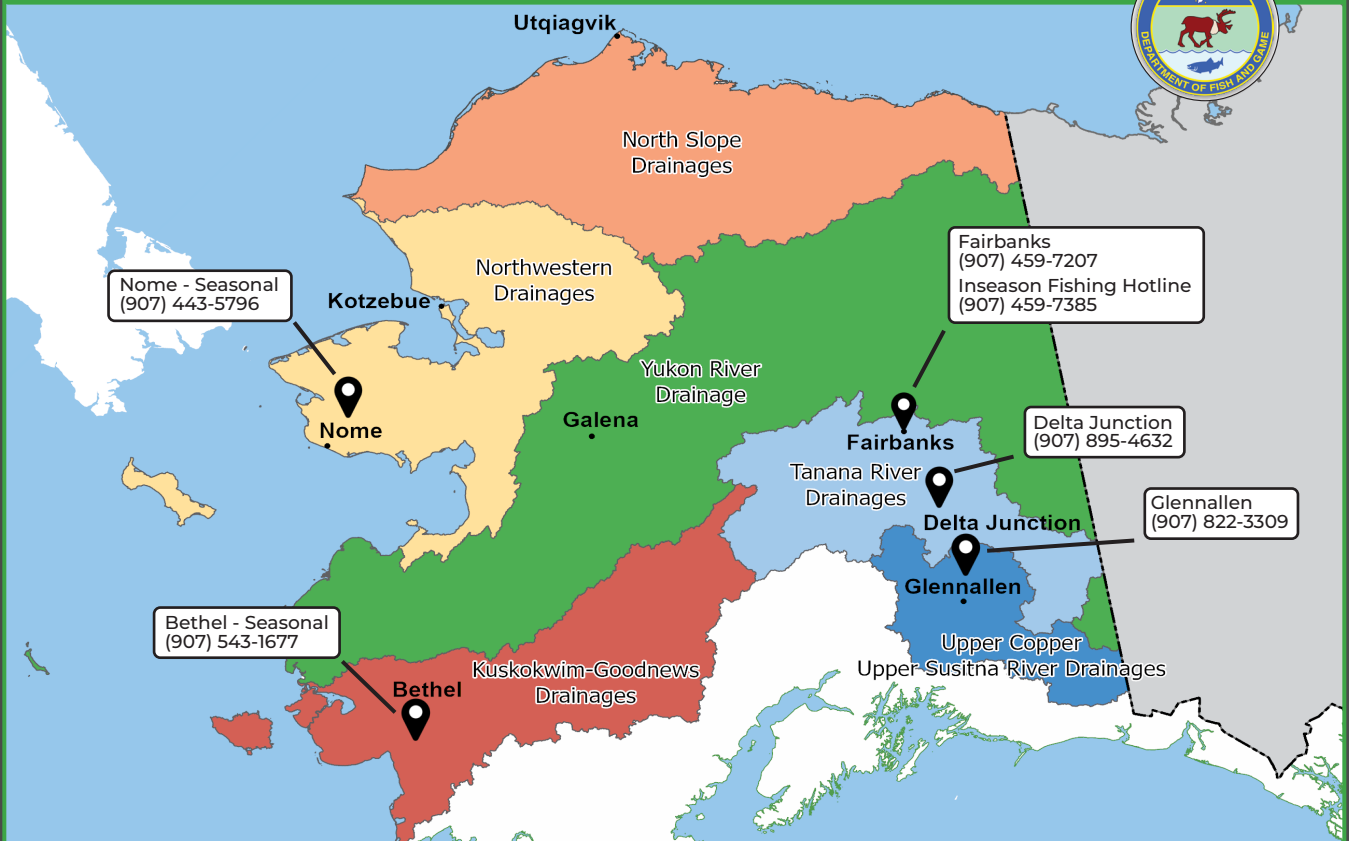 Utqiagvik
DEPARTMENT OF FISH AND GAME
North Slope
Drainages
Fairbanks
(907) 459-7207
Inseason Fishing Hotline
(907) 459-7385
Northwestern
Drainages
Nome - Seasonal
(907) 443-5796
Kotzebue
Yukon River
Drainage
Galena
Nome
Fairbanks
Delta Junction
(907) 895-4632
Tanana River
Drainages
Glennallen
(907) 822-3309
Delta Junction
Glennallen
Bethel - Seasonal
(907) 543-1677
Upper Copper
Upper Susitna River Drainages
Kuskokwim-Goodnews
Drainages
Bethel